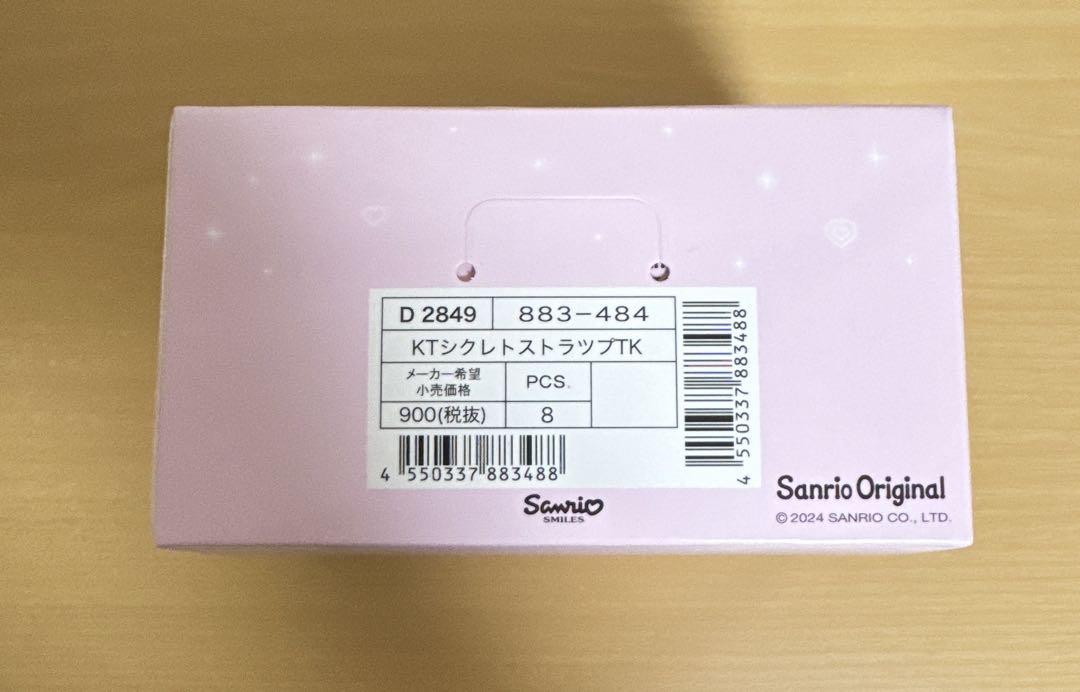 D 2849 883-484
KTシクレトストラツプTK
メーカー希望
小売価格
PCS.
900(税抜) 8
4 550337 883488
4 550337 883488
Sanrio
SMILES
Sanrio Original
© 2024 SANRIO CO., LTD.